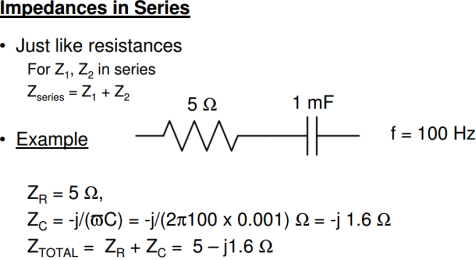 Impedances in Series
• Just like resistances
For Z₁, Z₂ in series
Zseries = Z₁ + Z₂
5 Ω
1 mF
f = 100 Hz
• Example
ZR = 5 Ω,
ZC = -j/(ϖC) = -j/(2π100 x 0.001) Ω = -j 1.6 Ω
ZTOTAL = ZR + ZC = 5 – j1.6 Ω